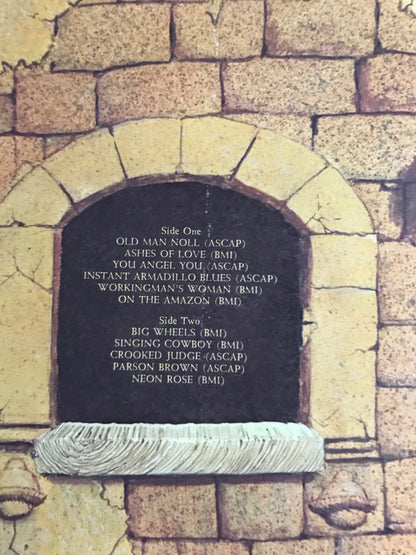 Side One
OLD MAN NOLL (ASCAP)
ASHES OF LOVE (BMI)
YOU ANGEL YOU (ASCAP)
INSTANT ARMADILLO BLUES (ASCAP)
WORKINGMAN'S WOMAN (BMI)
ON THE AMAZON (BMI)
Side Two
BIG WHEELS (BMI)
SINGING COWBOY (BMI)
CROOKED JUDGE (ASCAP)
PARSON BROWN (ASCAP)
NEON ROSE (BMI)